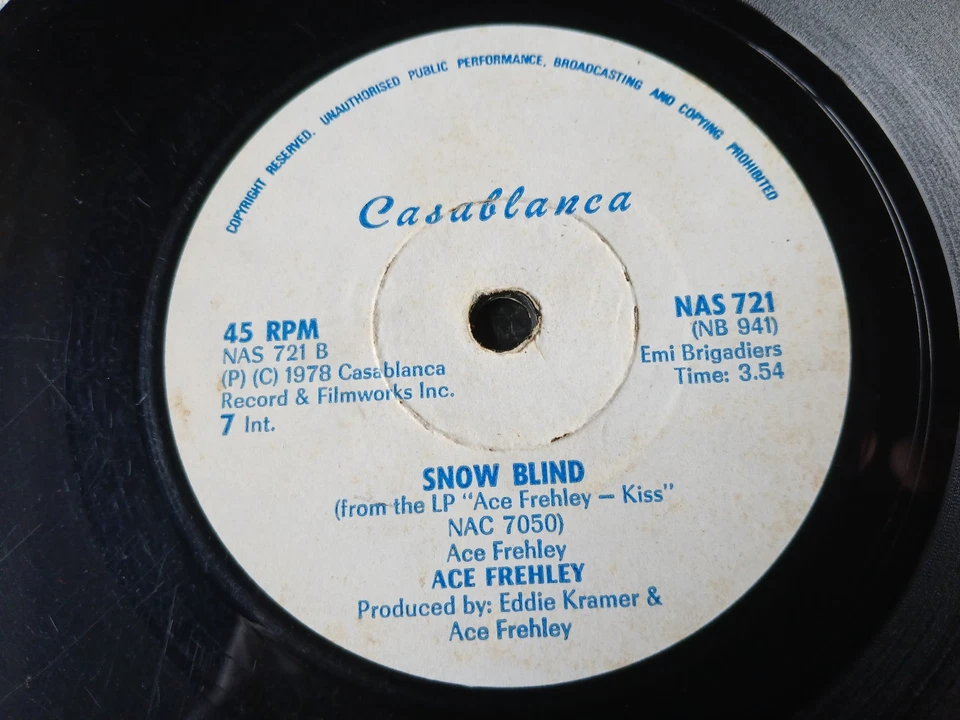 COPYRIGHT RESERVED. UNAUTHORISED PUBLIC PERFORMANCE, BROADCASTING AND COPYING PROHIBITED
Casablanca
45 RPM
NAS 721 B
(P) (C) 1978 Casablanca
Record & Filmworks Inc.
7 Int.
NAS 721
(NB 941)
Emi Brigadiers
Time: 3.54
SNOW BLIND
(from the LP "Ace Frehley – Kiss"
NAC 7050)
Ace Frehley
ACE FREHLEY
Produced by: Eddie Kramer &
Ace Frehley